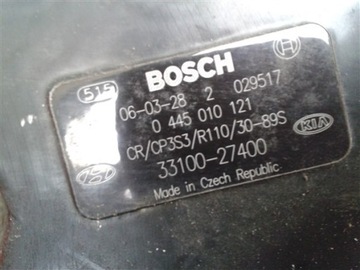 BOSCH
515
06-03-28 2 029517
0 445 010 121
CR/CP3S3/R110/30-89S
KIA
33100-27400
Made in Czech Republic